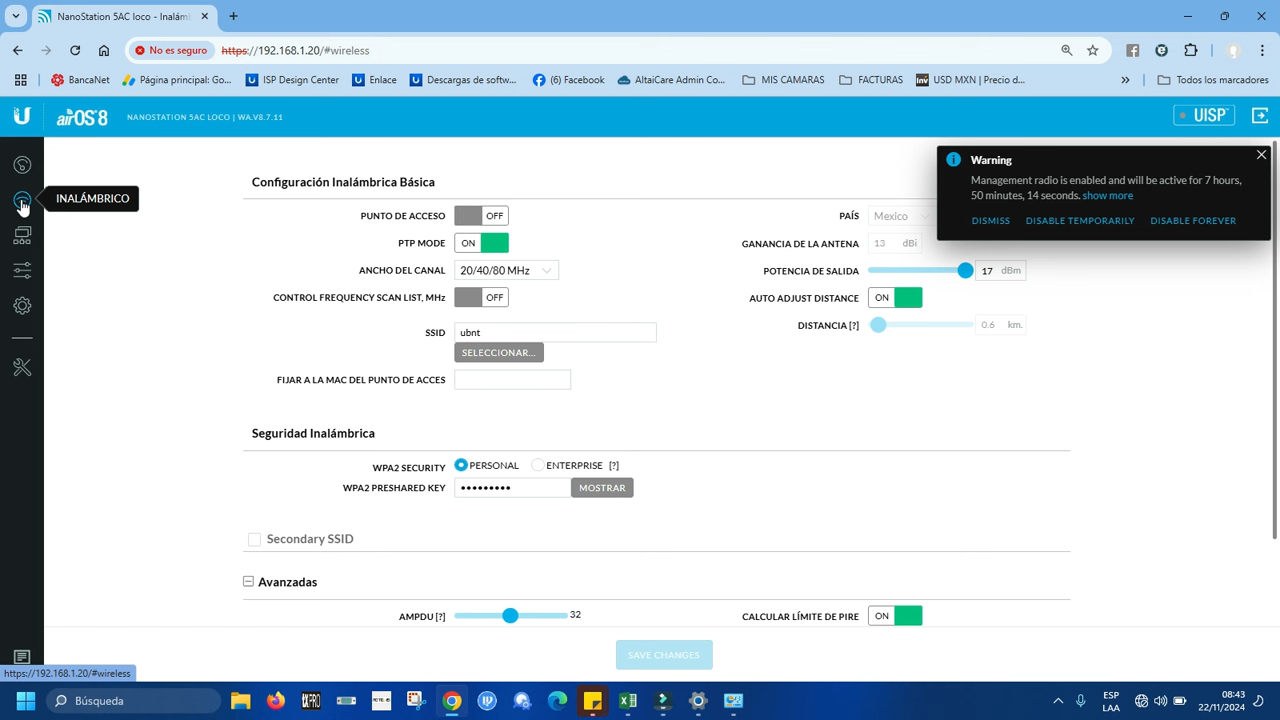 NanoStation 5AC loco - Inalámb
No es seguro https://192.168.1.20/#wireless
BancaNet Página principal: Go... ISP Design Center Enlace Descargas de softw... (6) Facebook AltaiCare Admin Co... MIS CAMARAS FACTURAS USD MXN | Precio d... » Todos los marcadores
airOS®8 NANOSTATION 5AC LOCO | WA.V8.7.11 UISP™
INALÁMBRICO
Warning
Management radio is enabled and will be active for 7 hours,
50 minutes, 14 seconds. show more
DISMISS DISABLE TEMPORARILY DISABLE FOREVER
Configuración Inalámbrica Básica
PUNTO DE ACCESO OFF
PTP MODE ON
ANCHO DEL CANAL 20/40/80 MHz
CONTROL FREQUENCY SCAN LIST, MHz OFF
SSID ubnt
SELECCIONAR...
FIJAR A LA MAC DEL PUNTO DE ACCES
PAÍS Mexico
GANANCIA DE LA ANTENA 13 dBi
POTENCIA DE SALIDA 17 dBm
AUTO ADJUST DISTANCE ON
DISTANCIA [?] 0.6 km.
Seguridad Inalámbrica
WPA2 SECURITY PERSONAL ENTERPRISE [?]
WPA2 PRESHARED KEY ••••••••• MOSTRAR
Secondary SSID
Avanzadas
AMPDU [?] 32
CALCULAR LÍMITE DE PIRE ON
SAVE CHANGES
https://192.168.1.20/#wireless
Búsqueda
ESP
LAA
08:43
22/11/2024